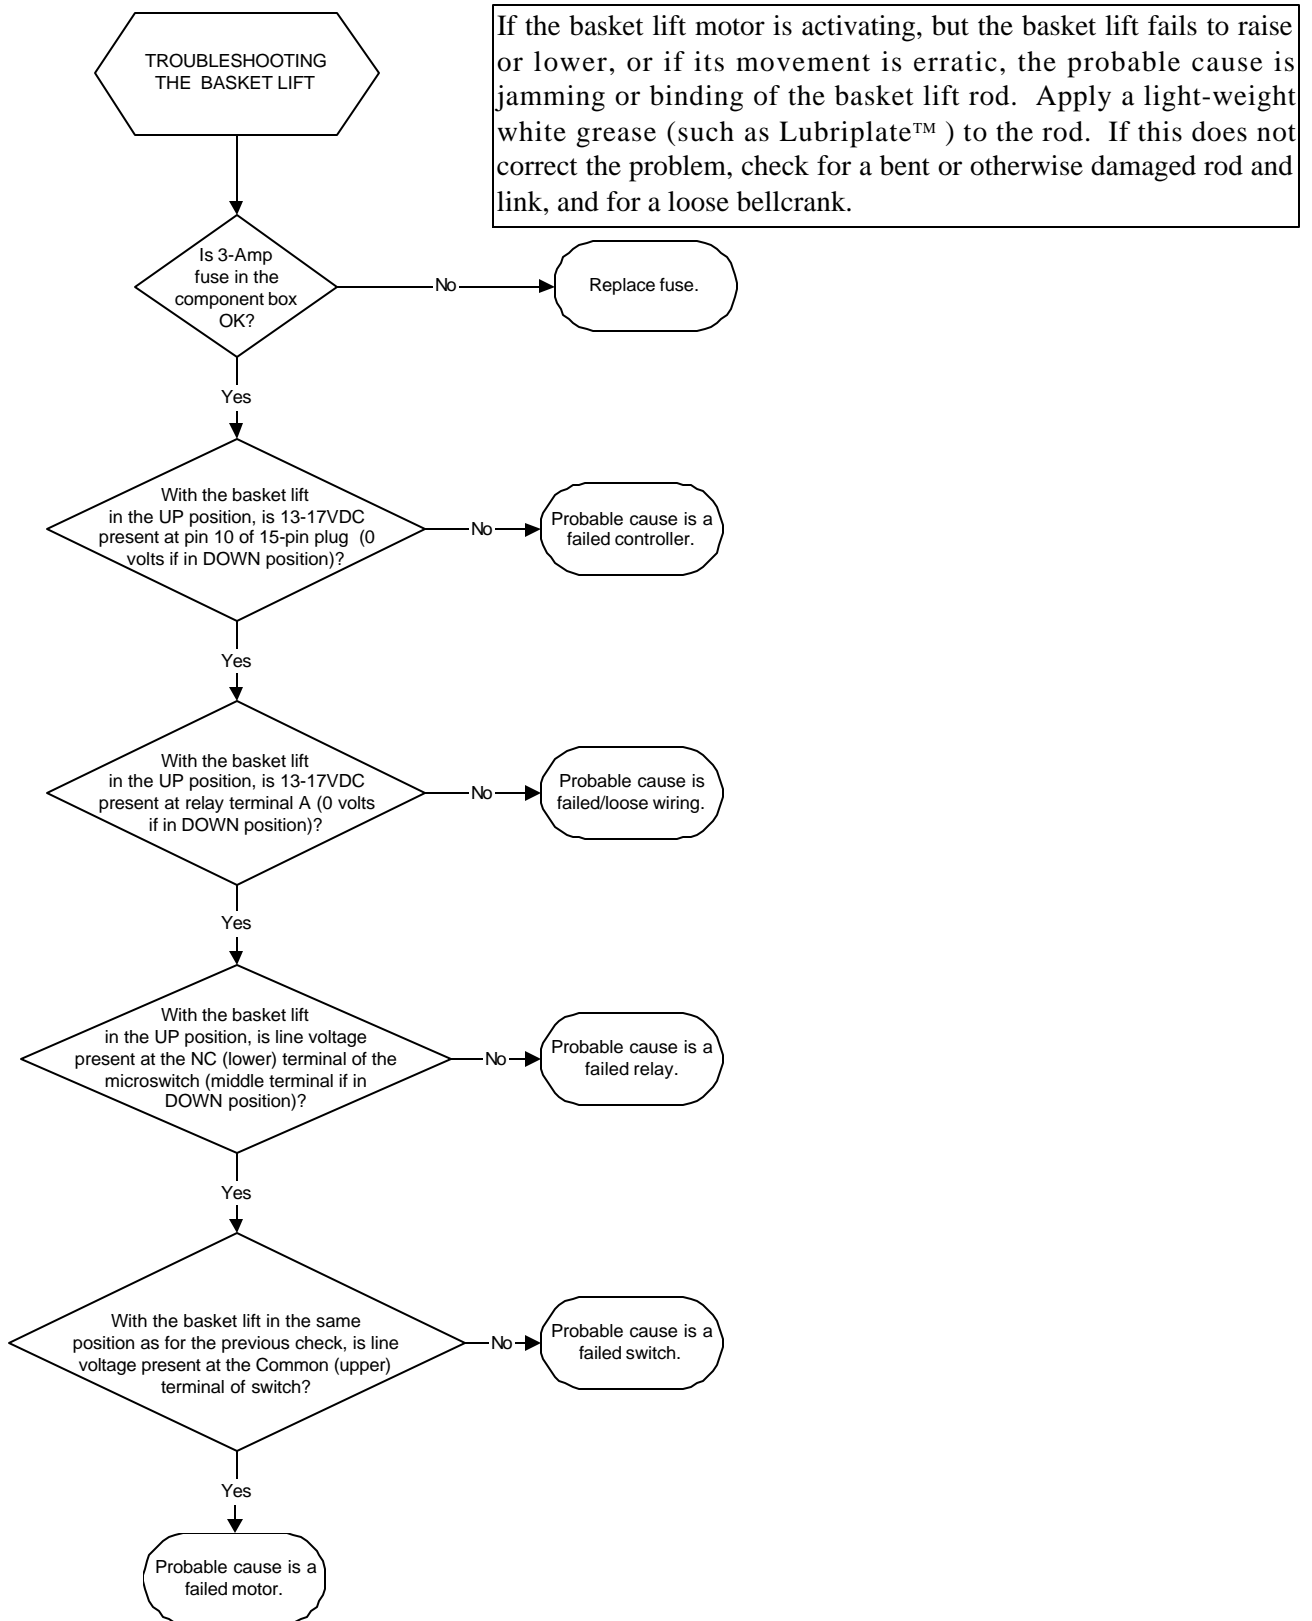 TROUBLESHOOTING
THE BASKET LIFT
If the basket lift motor is activating, but the basket lift fails to raise
or lower, or if its movement is erratic, the probable cause is
jamming or binding of the basket lift rod. Apply a light-weight
white grease (such as Lubriplate™ ) to the rod. If this does not
correct the problem, check for a bent or otherwise damaged rod and
link, and for a loose bellcrank.
Is 3-Amp
fuse in the
component box
OK?
No
Replace fuse.
Yes
With the basket lift
in the UP position, is 13-17VDC
present at pin 10 of 15-pin plug (0
volts if in DOWN position)?
No
Probable cause is a
failed controller.
Yes
With the basket lift
in the UP position, is 13-17VDC
present at relay terminal A (0 volts
if in DOWN position)?
No
Probable cause is
failed/loose wiring.
Yes
With the basket lift
in the UP position, is line voltage
present at the NC (lower) terminal of the
microswitch (middle terminal if in
DOWN position)?
No
Probable cause is a
failed relay.
Yes
With the basket lift in the same
position as for the previous check, is line
voltage present at the Common (upper)
terminal of switch?
No
Probable cause is a
failed switch.
Yes
Probable cause is a
failed motor.